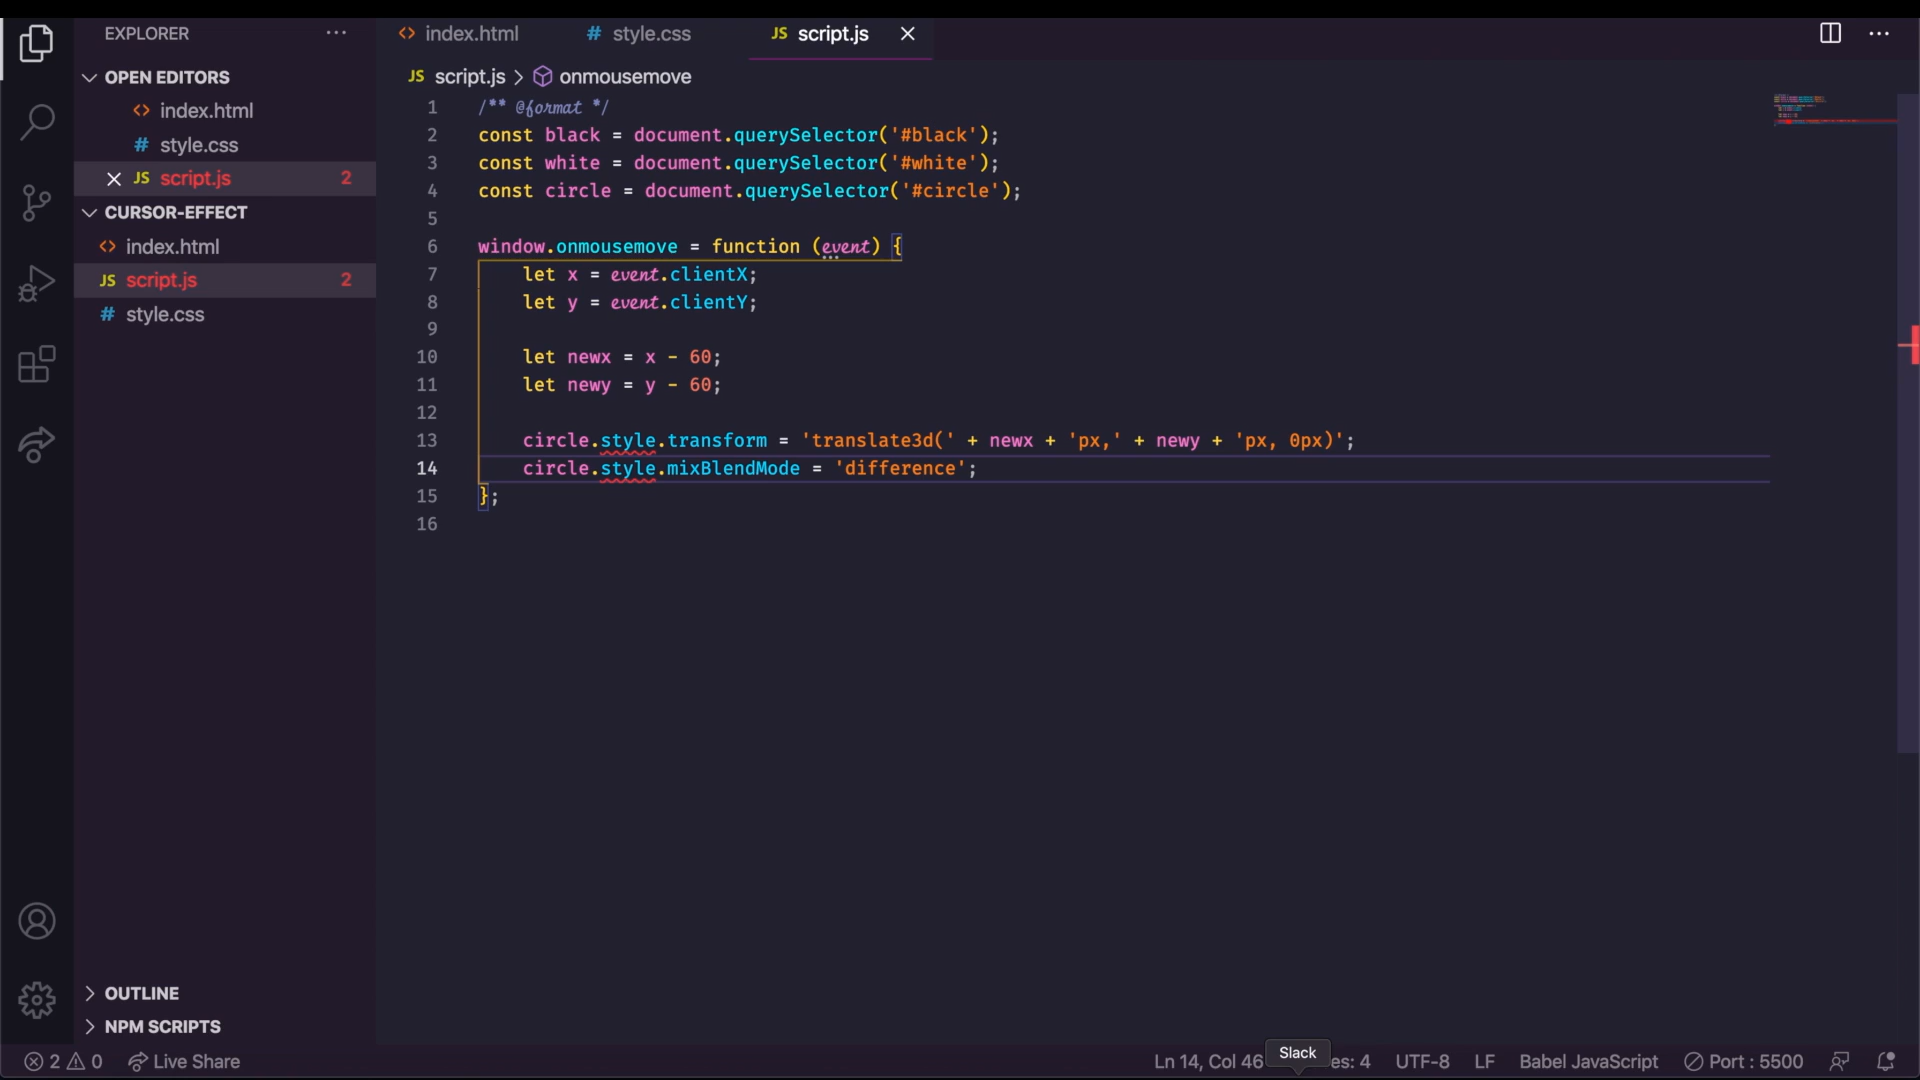 EXPLORER
index.html
style.css
JS script.js
JS script.js > onmousemove
OPEN EDITORS
index.html
style.css
JS script.js 2
CURSOR-EFFECT
index.html
JS script.js 2
style.css
1 /** @format */
2 const black = document.querySelector('#black');
3 const white = document.querySelector('#white');
4 const circle = document.querySelector('#circle');
5
6 window.onmousemove = function (event) {
7 let x = event.clientX;
8 let y = event.clientY;
9
10 let newx = x - 60;
11 let newy = y - 60;
12
13 circle.style.transform = 'translate3d(' + newx + 'px,' + newy + 'px, 0px)';
14 circle.style.mixBlendMode = 'difference';
15 };
16
OUTLINE
NPM SCRIPTS
2 0 Live Share
Ln 14, Col 46
Slack
es: 4
UTF-8
LF
Babel JavaScript
Port : 5500